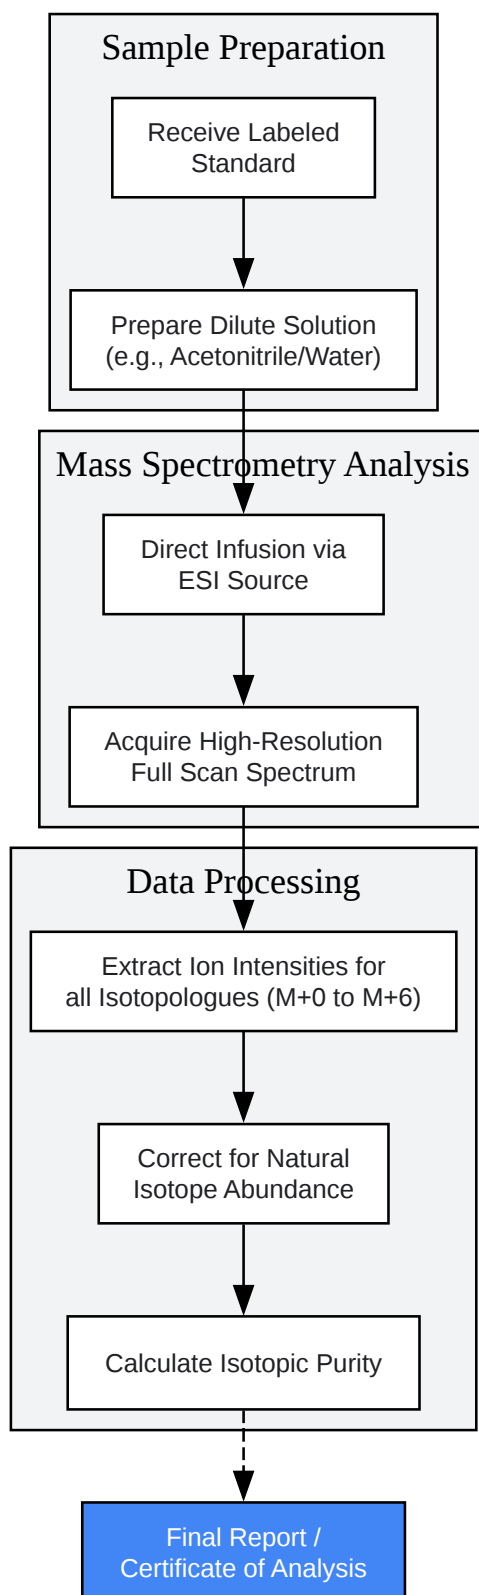 Sample Preparation
Receive Labeled
Standard
Prepare Dilute Solution
(e.g., Acetonitrile/Water)
Mass Spectrometry Analysis
Direct Infusion via
ESI Source
Acquire High-Resolution
Full Scan Spectrum
Data Processing
Extract Ion Intensities for
all Isotopologues (M+0 to M+6)
Correct for Natural
Isotope Abundance
Calculate Isotopic Purity
Final Report /
Certificate of Analysis